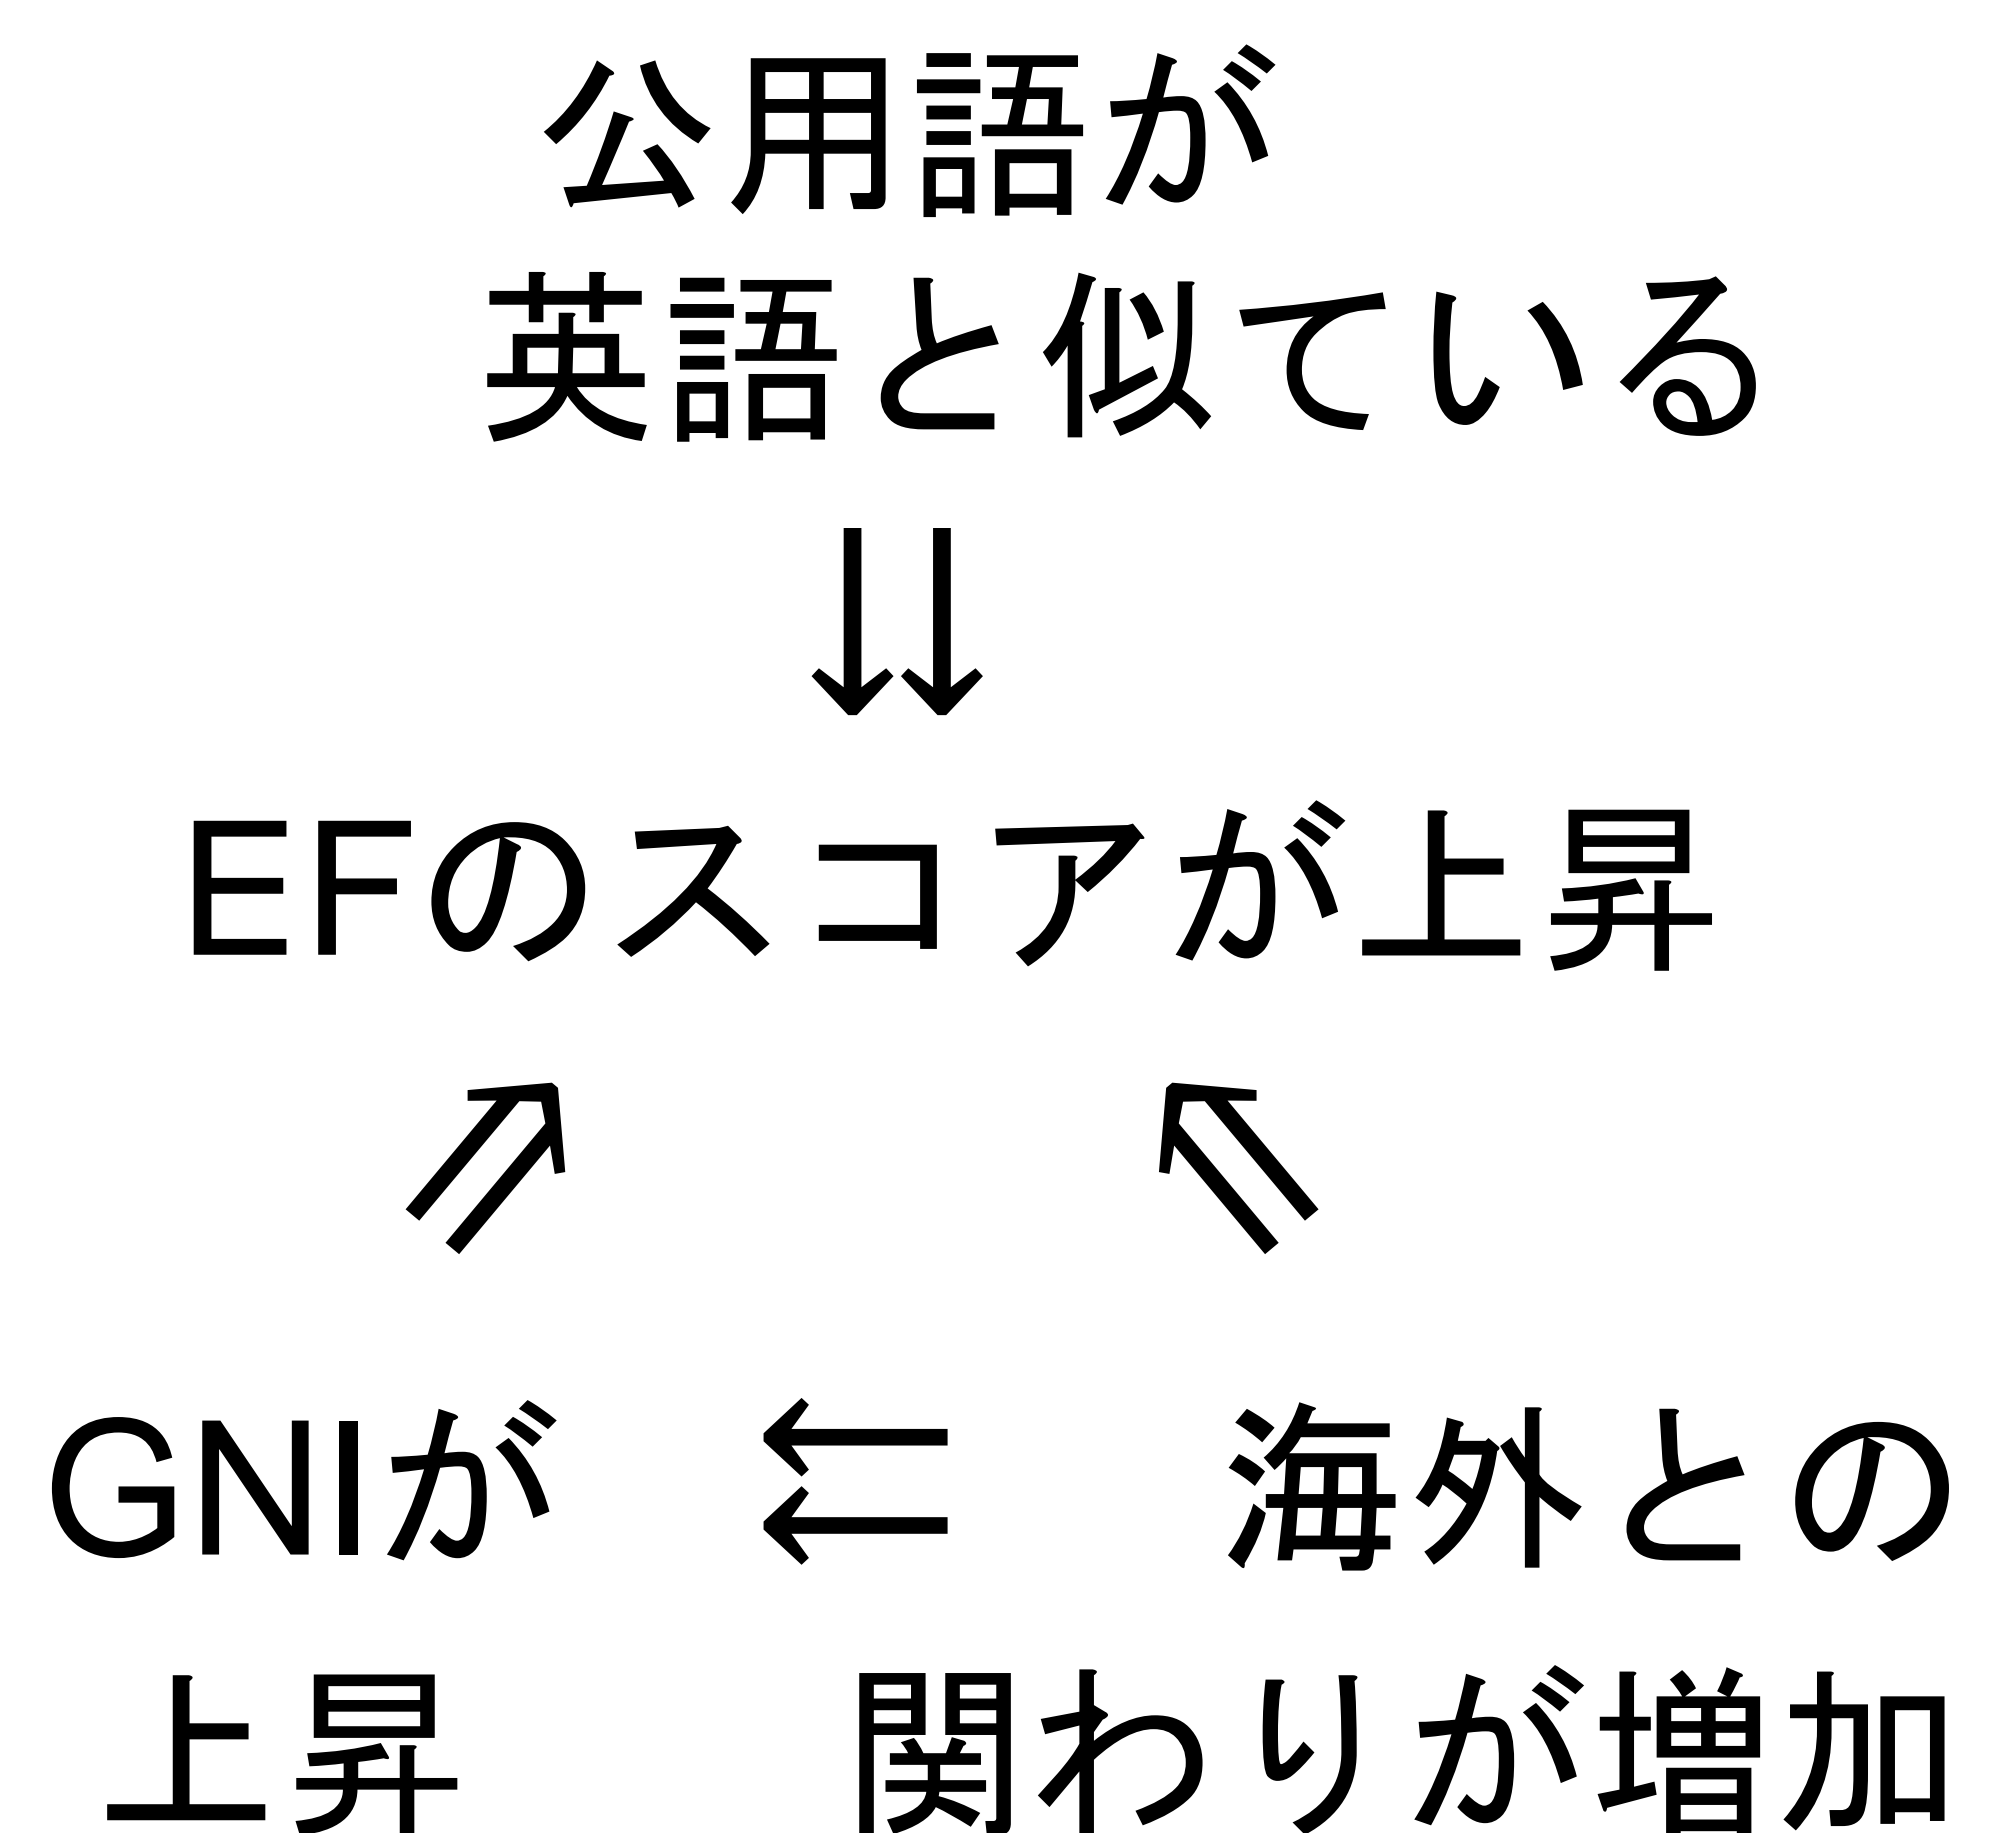 公用語が
英語と似ている
↓↓
EFのスコアが上昇
⇗ ⇖
GNIが ⇇ 海外との
上昇 関わりが増加